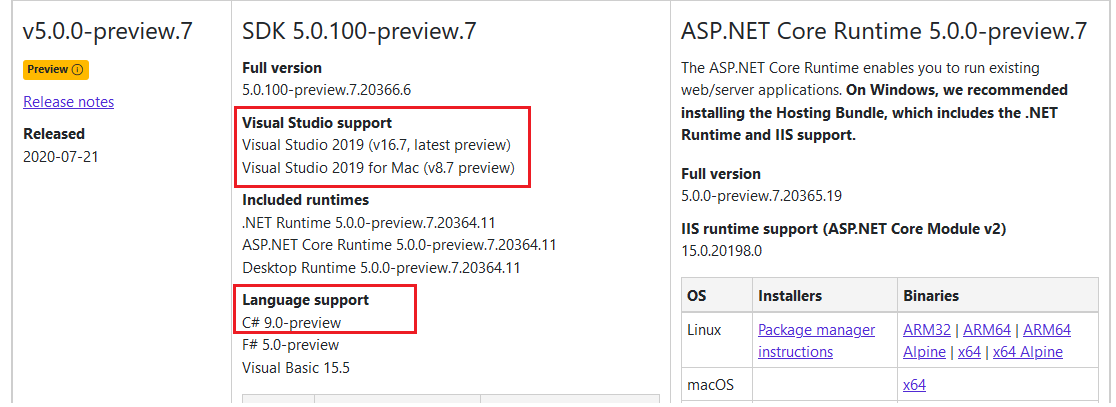 v5.0.0-preview.7
Preview
Release notes
Released
2020-07-21
SDK 5.0.100-preview.7
Full version
5.0.100-preview.7.20366.6
Visual Studio support
Visual Studio 2019 (v16.7, latest preview)
Visual Studio 2019 for Mac (v8.7 preview)
Included runtimes
.NET Runtime 5.0.0-preview.7.20364.11
ASP.NET Core Runtime 5.0.0-preview.7.20364.11
Desktop Runtime 5.0.0-preview.7.20364.11
Language support
C# 9.0-preview
F# 5.0-preview
Visual Basic 15.5
ASP.NET Core Runtime 5.0.0-preview.7
The ASP.NET Core Runtime enables you to run existing
web/server applications. On Windows, we recommended
installing the Hosting Bundle, which includes the .NET
Runtime and IIS support.
Full version
5.0.0-preview.7.20365.19
IIS runtime support (ASP.NET Core Module v2)
15.0.20198.0
OS Installers Binaries
Linux Package manager ARM32 | ARM64 | ARM64
instructions Alpine | x64 | x64 Alpine
macOS x64